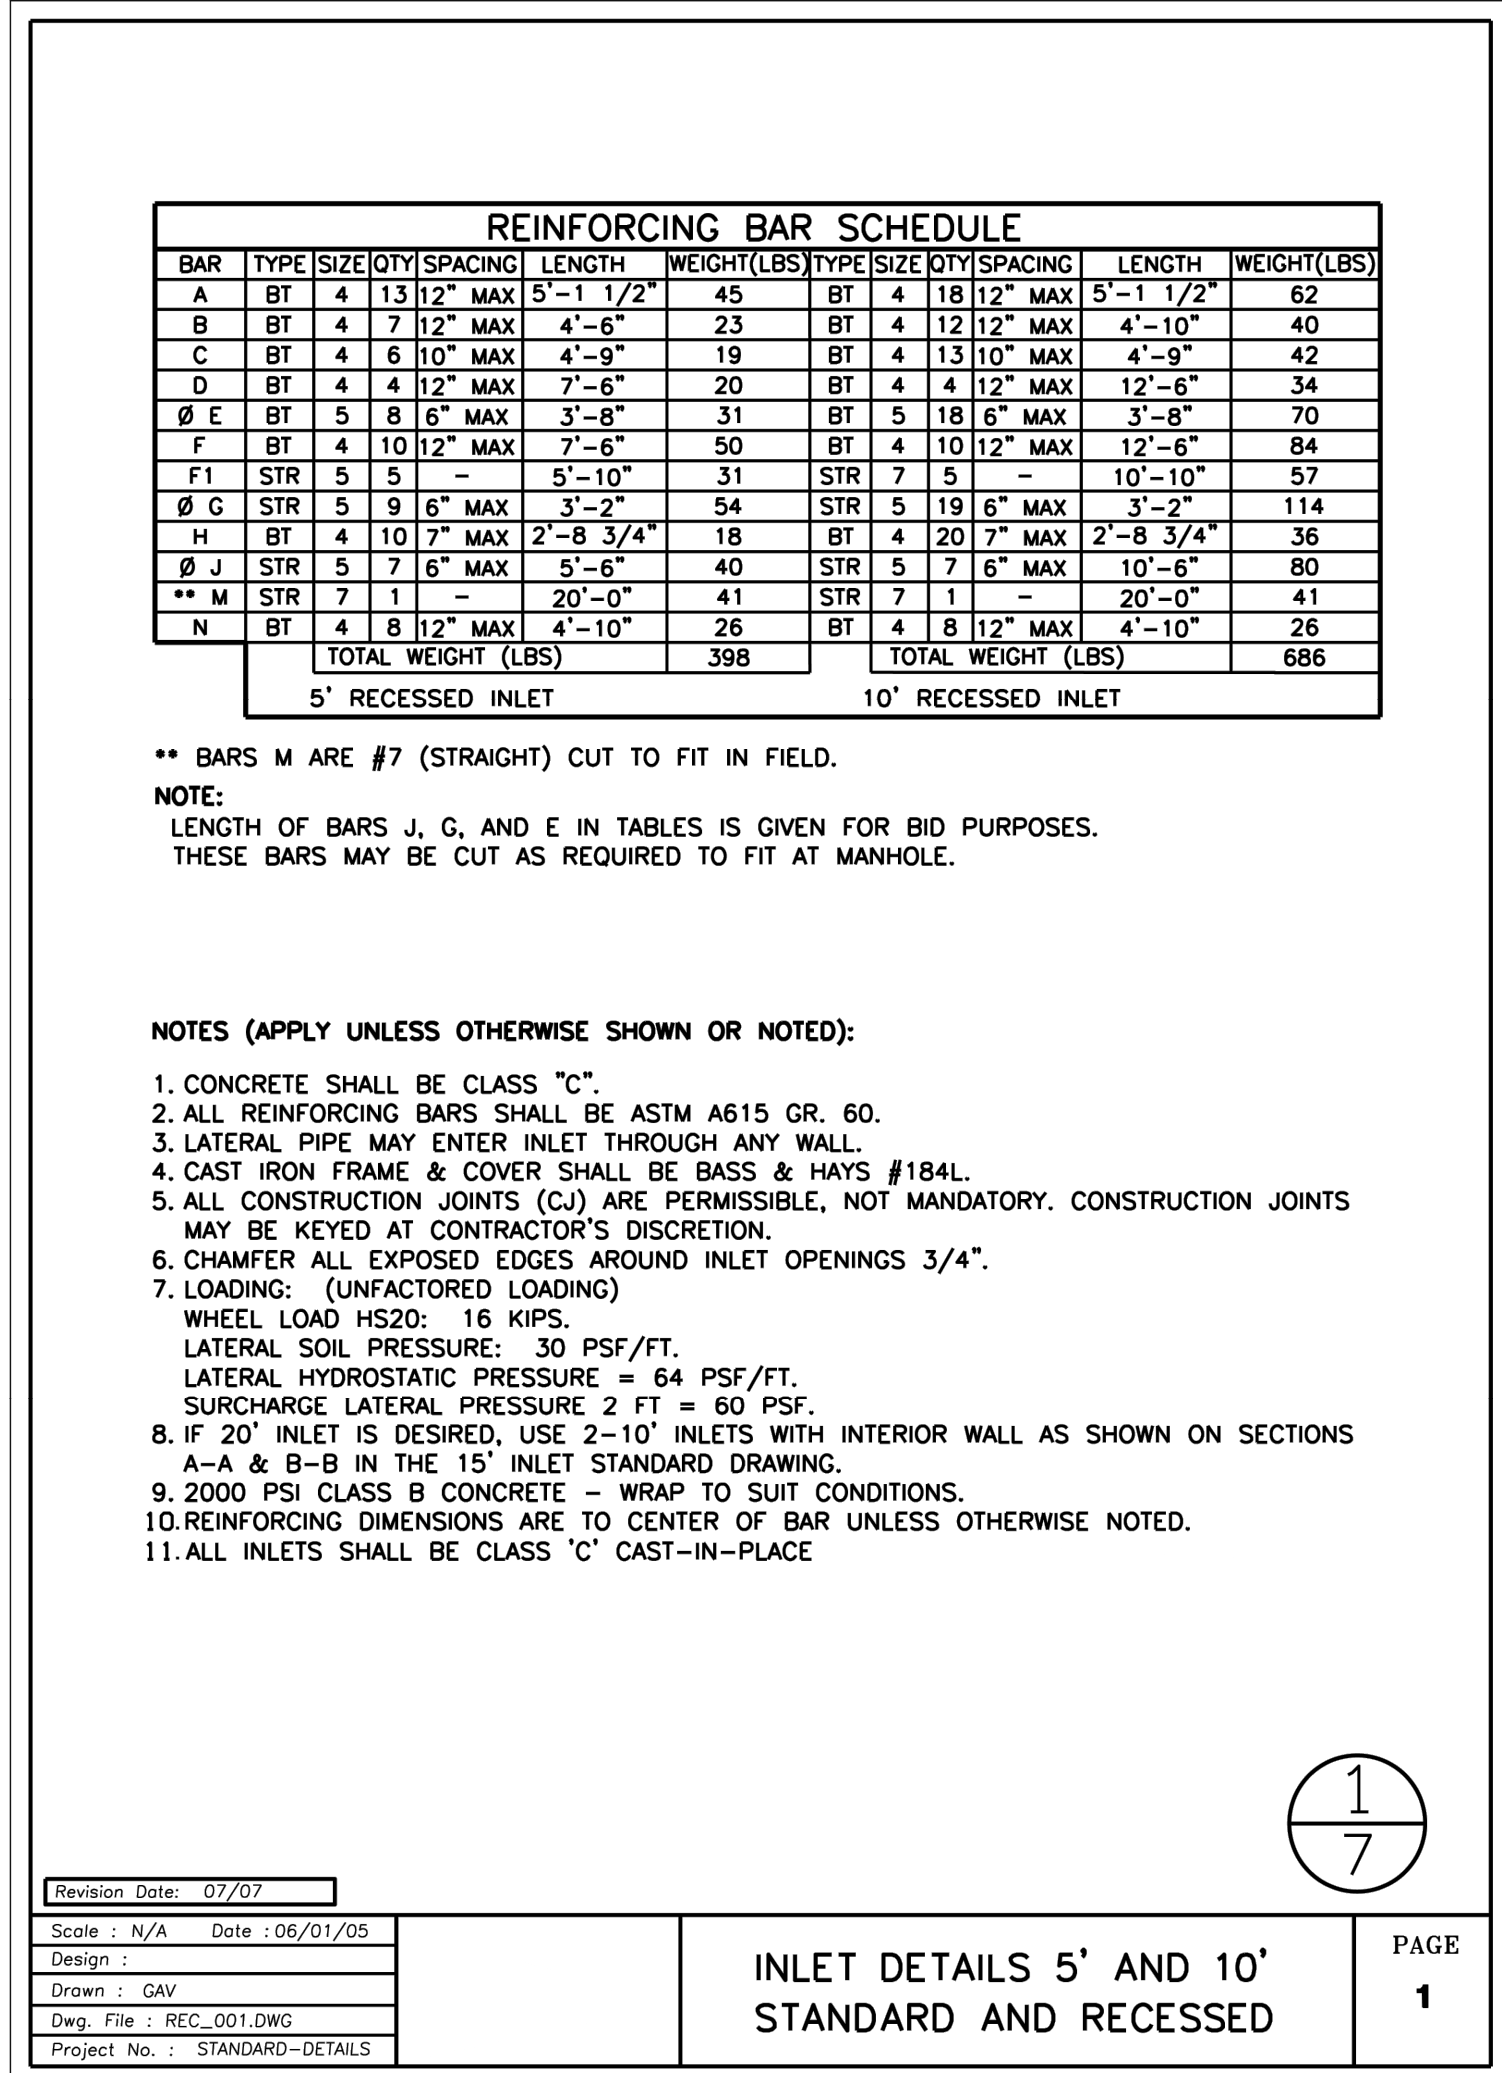 REINFORCING BAR SCHEDULE
BAR TYPE SIZE QTY SPACING LENGTH WEIGHT(LBS) TYPE SIZE QTY SPACING LENGTH WEIGHT(LBS)
A BT 4 13 12" MAX 5'-1 1/2" 45 BT 4 18 12" MAX 5'-1 1/2" 62
B BT 4 7 12" MAX 4'-6" 23 BT 4 12 12" MAX 4'-10" 40
C BT 4 6 10" MAX 4'-9" 19 BT 4 13 10" MAX 4'-9" 42
D BT 4 4 12" MAX 7'-6" 20 BT 4 4 12" MAX 12'-6" 34
Ø E BT 5 8 6" MAX 3'-8" 31 BT 5 18 6" MAX 3'-8" 70
F BT 4 10 12" MAX 7'-6" 50 BT 4 10 12" MAX 12'-6" 84
F1 STR 5 5 - 5'-10" 31 STR 7 5 - 10'-10" 57
Ø G STR 5 9 6" MAX 3'-2" 54 STR 5 19 6" MAX 3'-2" 114
H BT 4 10 7" MAX 2'-8 3/4" 18 BT 4 20 7" MAX 2'-8 3/4" 36
Ø J STR 5 7 6" MAX 5'-6" 40 STR 5 7 6" MAX 10'-6" 80
** M STR 7 1 - 20'-0" 41 STR 7 1 - 20'-0" 41
N BT 4 8 12" MAX 4'-10" 26 BT 4 8 12" MAX 4'-10" 26
TOTAL WEIGHT (LBS) 398 TOTAL WEIGHT (LBS) 686
5' RECESSED INLET 10' RECESSED INLET
** BARS M ARE #7 (STRAIGHT) CUT TO FIT IN FIELD.
NOTE:
LENGTH OF BARS J, G, AND E IN TABLES IS GIVEN FOR BID PURPOSES.
THESE BARS MAY BE CUT AS REQUIRED TO FIT AT MANHOLE.
NOTES (APPLY UNLESS OTHERWISE SHOWN OR NOTED):
1. CONCRETE SHALL BE CLASS "C".
2. ALL REINFORCING BARS SHALL BE ASTM A615 GR. 60.
3. LATERAL PIPE MAY ENTER INLET THROUGH ANY WALL.
4. CAST IRON FRAME & COVER SHALL BE BASS & HAYS #184L.
5. ALL CONSTRUCTION JOINTS (CJ) ARE PERMISSIBLE, NOT MANDATORY. CONSTRUCTION JOINTS
MAY BE KEYED AT CONTRACTOR'S DISCRETION.
6. CHAMFER ALL EXPOSED EDGES AROUND INLET OPENINGS 3/4".
7. LOADING: (UNFACTORED LOADING)
WHEEL LOAD HS20: 16 KIPS.
LATERAL SOIL PRESSURE: 30 PSF/FT.
LATERAL HYDROSTATIC PRESSURE = 64 PSF/FT.
SURCHARGE LATERAL PRESSURE 2 FT = 60 PSF.
8. IF 20' INLET IS DESIRED, USE 2-10' INLETS WITH INTERIOR WALL AS SHOWN ON SECTIONS
A-A & B-B IN THE 15' INLET STANDARD DRAWING.
9. 2000 PSI CLASS B CONCRETE - WRAP TO SUIT CONDITIONS.
10. REINFORCING DIMENSIONS ARE TO CENTER OF BAR UNLESS OTHERWISE NOTED.
11. ALL INLETS SHALL BE CLASS 'C' CAST-IN-PLACE
1
7
Revision Date: 07/07
Scale : N/A Date : 06/01/05
Design :
Drawn : GAV
Dwg. File : REC_001.DWG
Project No. : STANDARD-DETAILS
INLET DETAILS 5' AND 10'
STANDARD AND RECESSED
PAGE
1